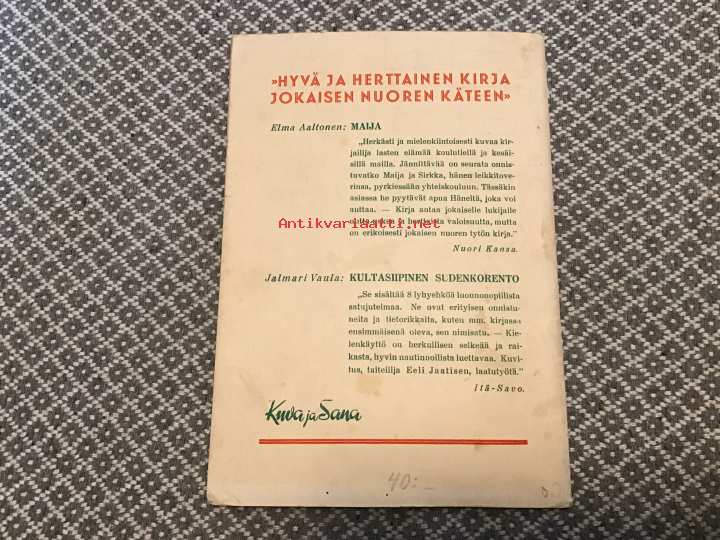 »HYVÄ JA HERTTAINEN KIRJA
JOKAISEN NUOREN KÄTEEN»
Elma Aaltonen: MAIJA
„Herkästi ja mielenkiintoisesti kuvaa kir-
jailija lasten elämää koulutiellä ja kesäi-
sillä mailla. Jännittävää on seurata onnis-
tuvatko Maija ja Sirkka, hänen leikkitove-
rinsa, pyrkiessään yhteiskouluun. Tässäkin
asiassa he pyytävät apua Häneltä, joka voi
auttaa. — Kirja antaa jokaiselle lukijalle
Antikvariaatti.net
ja herkkistä valoisuutta, mutta
on erikoisesti jokaisen nuoren tytön kirja."
Nuori Kansa.
Jalmari Vaula: KULTASIIPINEN SUDENKORENTO
„Se sisältää 8 lyhyehköä luonnonopillista
satujutelmaa. Ne ovat erityisen onnistu-
neita ja tietorikkaita, kuten mm. kirjassa
ensimmäisenä oleva, sen nimisatu. — Kie-
lenkäyttö on herkullisen selkeää ja rai-
kasta, hyvin nautinnollista luettavaa. Kuvi-
tus, taiteilija Eeli Jaatisen, laatutyötä."
Itä-Savo.
Kuva ja Sana
40:—